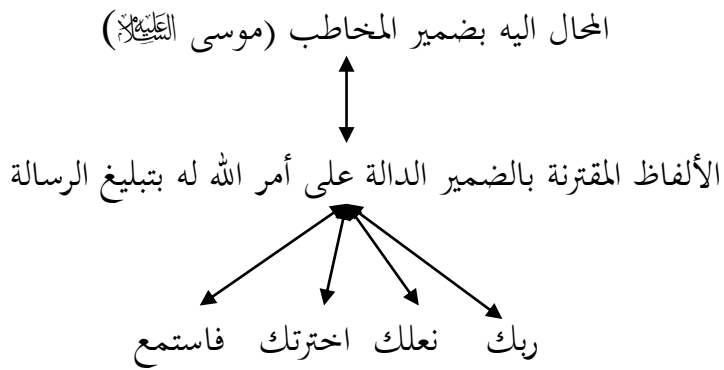 المحال اليه بضمير المخاطب (موسى عليه السلام)
الألفاظ المقترنة بالضمير الدالة على أمر الله له بتبليغ الرسالة
ربك نعلك اخترتك فاستمع